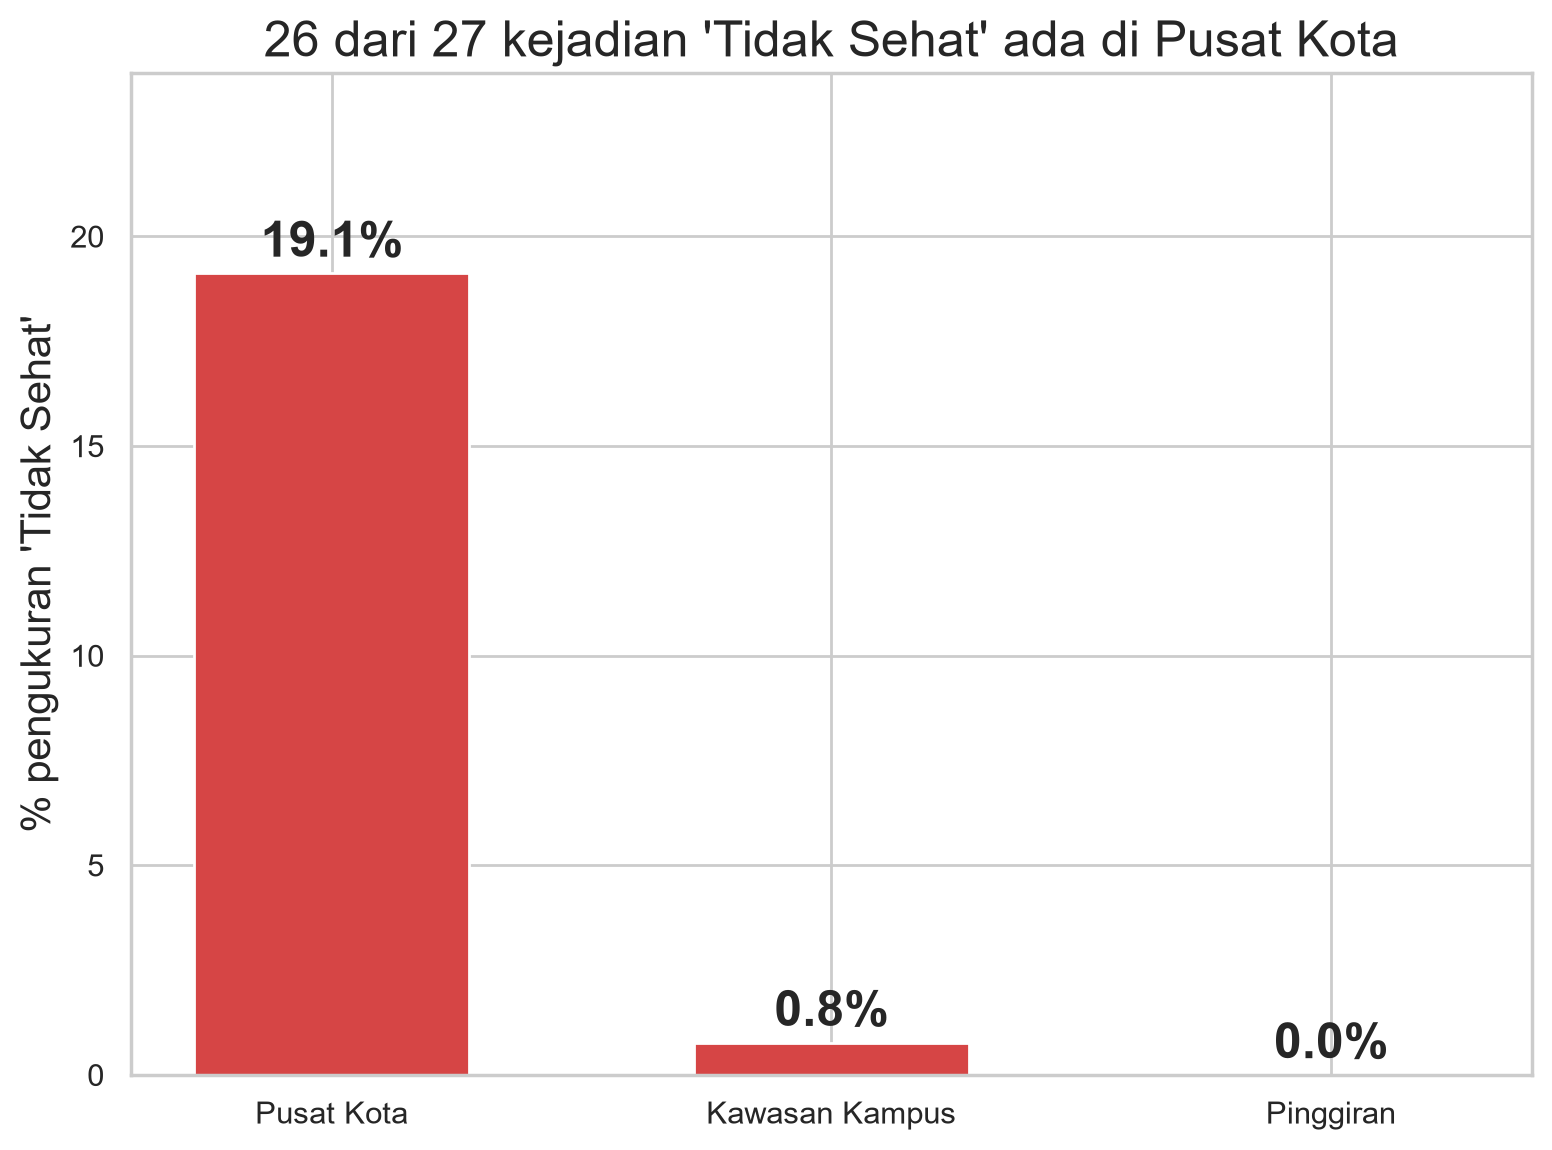 26 dari 27 kejadian 'Tidak Sehat' ada di Pusat Kota
% pengukuran 'Tidak Sehat'
20
15
10
5
0
19.1%
0.8%
0.0%
Pusat Kota
Kawasan Kampus
Pinggiran